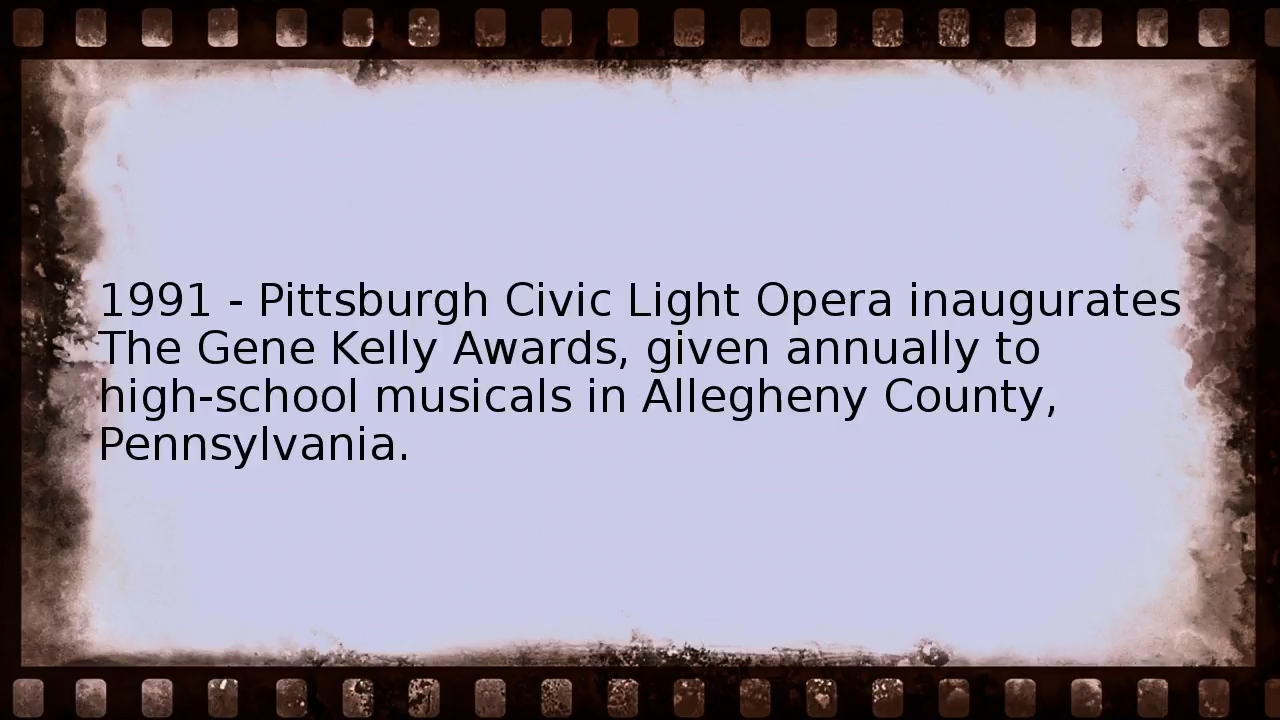 1991 - Pittsburgh Civic Light Opera inaugurates
The Gene Kelly Awards, given annually to
high-school musicals in Allegheny County,
Pennsylvania.